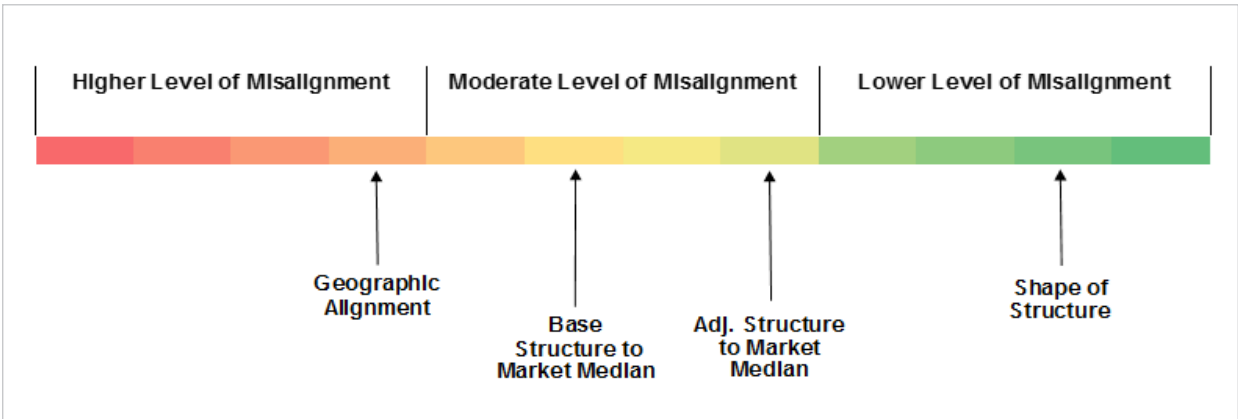 Higher Level of Misalignment
Moderate Level of Misalignment
Lower Level of Misalignment
Geographic
Alignment
Base
Structure to
Market Median
Adj. Structure
to Market
Median
Shape of
Structure